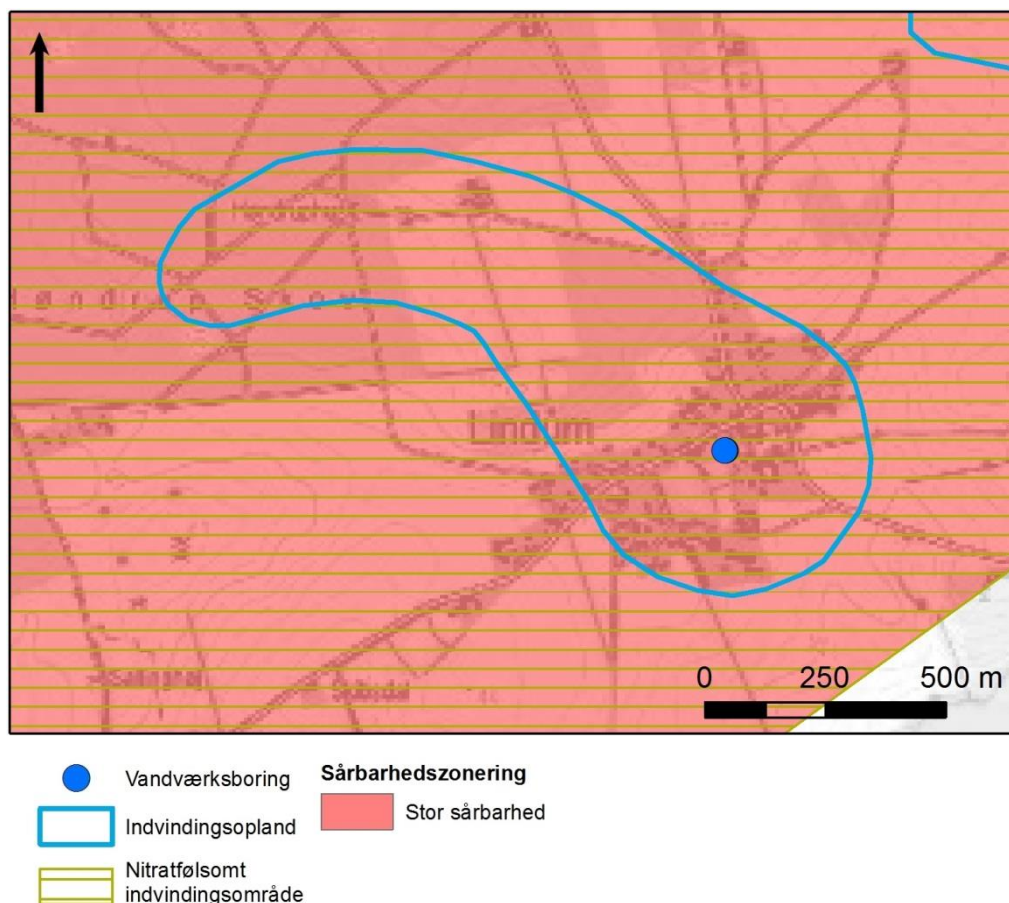 Lindum
0 250 500 m
Vandværksboring
Indvindingsopland
Nitratfølsomt
indvindingsområde
Sårbarhedszonering
Stor sårbarhed